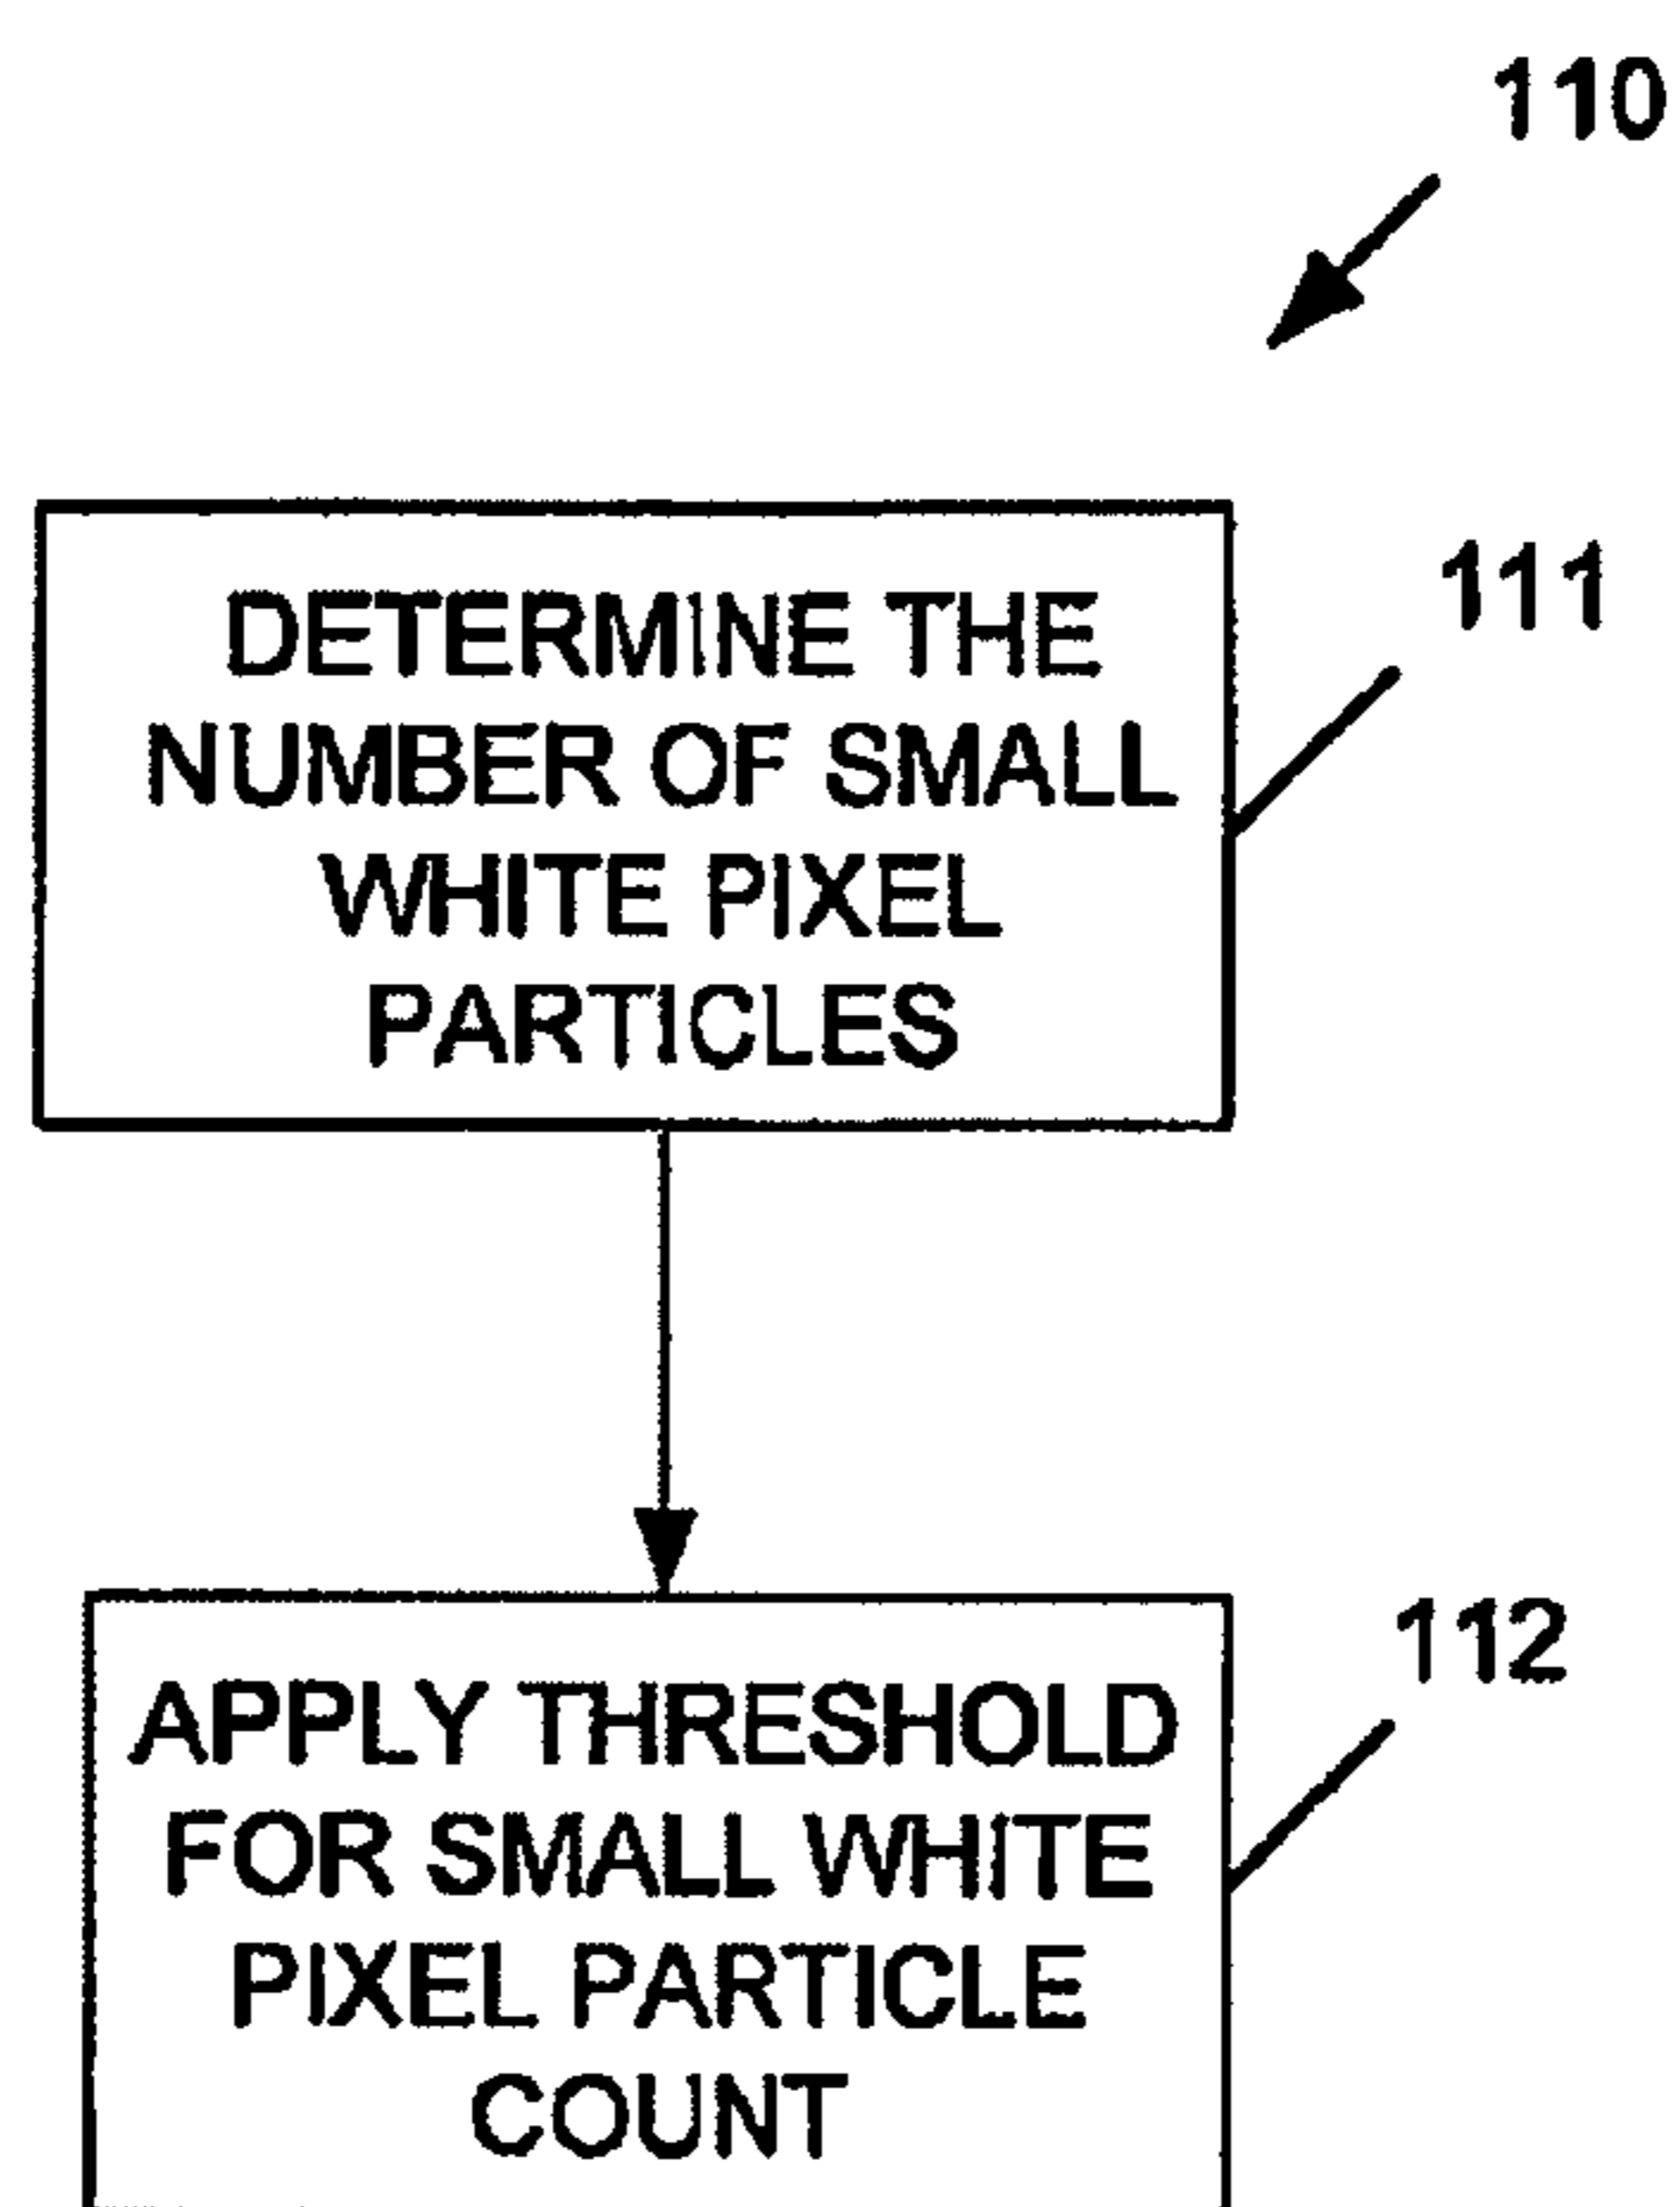 110
DETERMINE THE
NUMBER OF SMALL
WHITE PIXEL
PARTICLES
111
APPLY THRESHOLD
FOR SMALL WHITE
PIXEL PARTICLE
COUNT
112